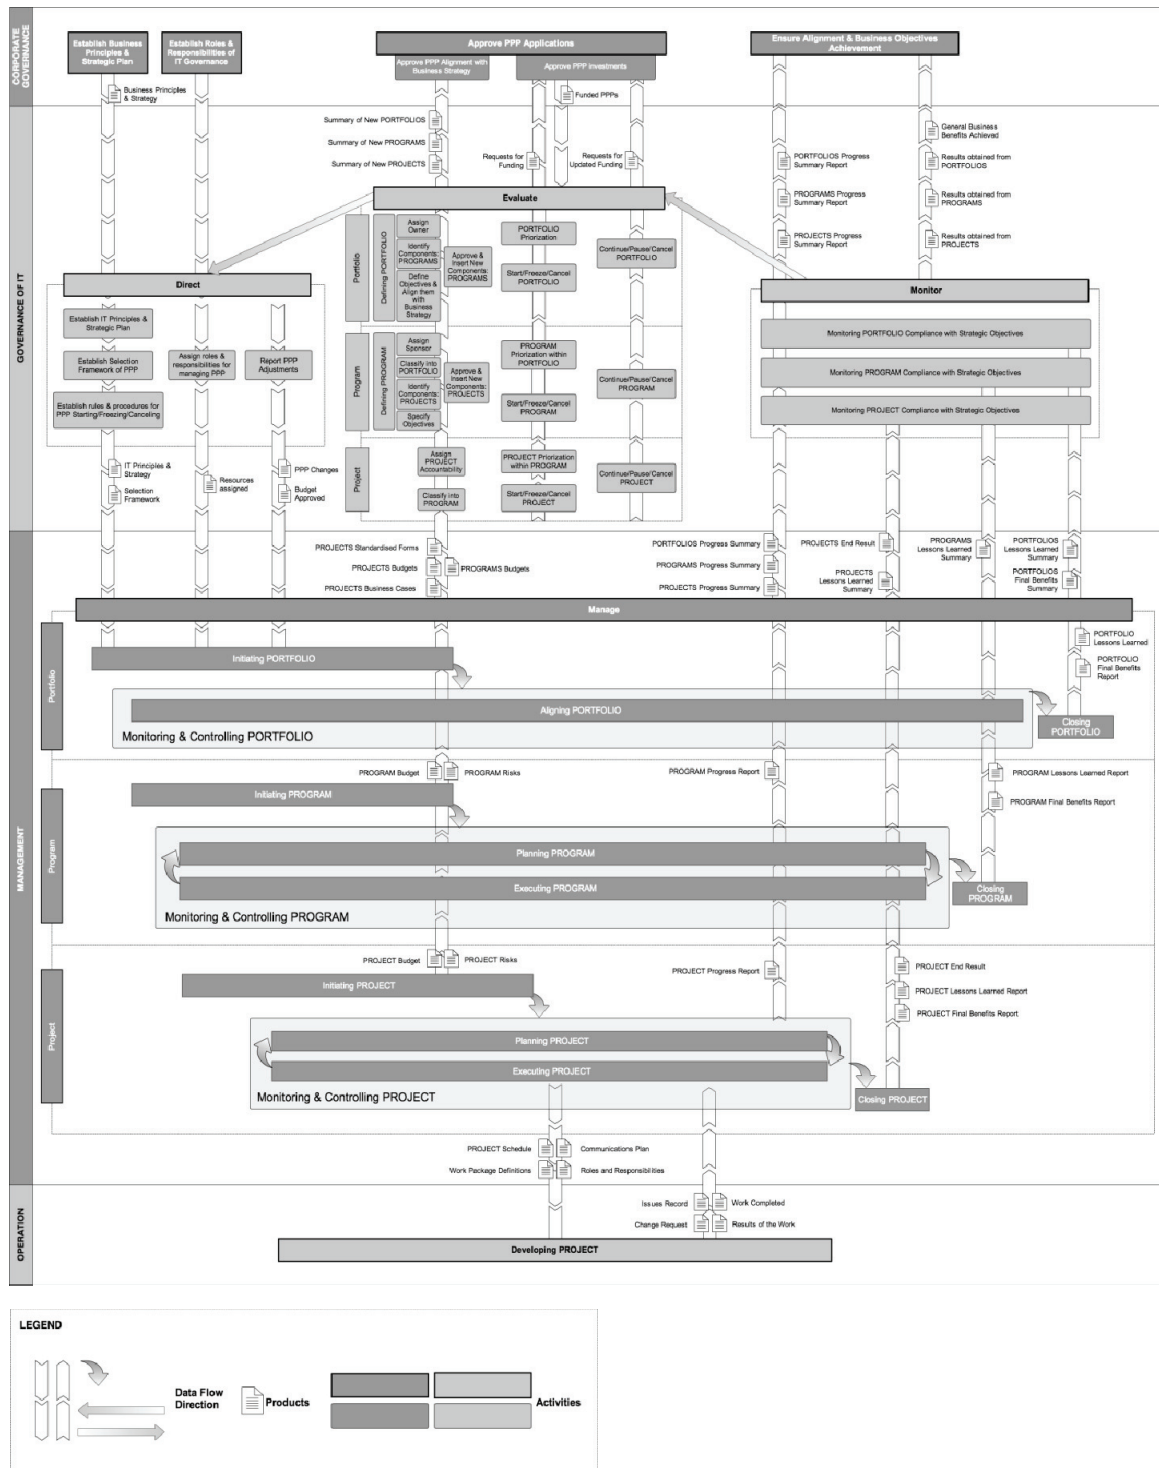 CORPORATE
GOVERNANCE
Establish Business
Principles &
Strategic Plan
Establish Roles &
Responsibilities of
IT Governance
Approve PPP Applications
Approve PPP Alignment with
Business Strategy
Approve PPP Investments
Ensure Alignment & Business Objectives
Achievement
Business Principles
& Strategy
Funded PPPs
GOVERNANCE OF IT
Summary of New PORTFOLIOS
Summary of New PROGRAMS
Summary of New PROJECTS
Requests for
Funding
Requests for
Updated Funding
PORTFOLIOS Progress
Summary Report
PROGRAMS Progress
Summary Report
PROJECTS Progress
Summary Report
General Business
Benefits Achieved
Results obtained from
PORTFOLIOS
Results obtained from
PROGRAMS
Results obtained from
PROJECTS
Evaluate
Portfolio
Defining PORTFOLIO
Assign
Owner
Identify
Components:
PROGRAMS
Define
Objectives &
Align them
with
Business
Strategy
Approve &
Insert New
Components:
PROGRAMS
PORTFOLIO
Priorization
Start/Freeze/Cancel
PORTFOLIO
Continue/Pause/Cancel
PORTFOLIO
Program
Defining PROGRAM
Assign
Sponsor
Classify into
PORTFOLIO
Identify
Components:
PROJECTS
Specify
Objectives
Approve &
Insert New
Components:
PROJECTS
PROGRAM
Priorization within
PORTFOLIO
Start/Freeze/Cancel
PROGRAM
Continue/Pause/Cancel
PROGRAM
Project
Assign
PROJECT
Accountability
Classify into
PROGRAM
PROJECT Priorization
within PROGRAM
Start/Freeze/Cancel
PROJECT
Continue/Pause/Cancel
PROJECT
Direct
Establish IT Principles &
Strategic Plan
Establish Selection
Framework of PPP
Establish rules & procedures for
PPP Starting/Freezing/Canceling
Assign roles &
responsibilities for
managing PPP
Report PPP
Adjustments
Monitor
Monitoring PORTFOLIO Compliance with Strategic Objectives
Monitoring PROGRAM Compliance with Strategic Objectives
Monitoring PROJECT Compliance with Strategic Objectives
IT Principles &
Strategy
Selection
Framework
Resources
assigned
PPP Changes
Budget
Approved
MANAGEMENT
PROJECTS Standardised Forms
PROJECTS Budgets
PROGRAMS Budgets
PROJECTS Business Cases
PORTFOLIOS Progress Summary
PROGRAMS Progress Summary
PROJECTS Progress Summary
PROJECTS End Result
PROJECTS
Lessons Learned
Summary
PROGRAMS
Lessons Learned
Summary
PORTFOLIOS
Lessons Learned
Summary
PORTFOLIOS
Final Benefits
Summary
Manage
Portfolio
Initiating PORTFOLIO
Aligning PORTFOLIO
Monitoring & Controlling PORTFOLIO
PORTFOLIO
Lessons Learned
PORTFOLIO
Final Benefits
Report
Closing
PORTFOLIO
Program
PROGRAM Budget
PROGRAM Risks
PROGRAM Progress Report
PROGRAM Lessons Learned Report
PROGRAM Final Benefits Report
Initiating PROGRAM
Planning PROGRAM
Executing PROGRAM
Monitoring & Controlling PROGRAM
Closing
PROGRAM
Project
PROJECT Budget
PROJECT Risks
PROJECT Progress Report
PROJECT End Result
PROJECT Lessons Learned Report
PROJECT Final Benefits Report
Initiating PROJECT
Planning PROJECT
Executing PROJECT
Monitoring & Controlling PROJECT
Closing PROJECT
PROJECT Schedule
Communications Plan
Work Package Definitions
Roles and Responsibilities
OPERATION
Issues Record
Work Completed
Change Request
Results of the Work
Developing PROJECT
LEGEND
Data Flow
Direction
Products
Activities